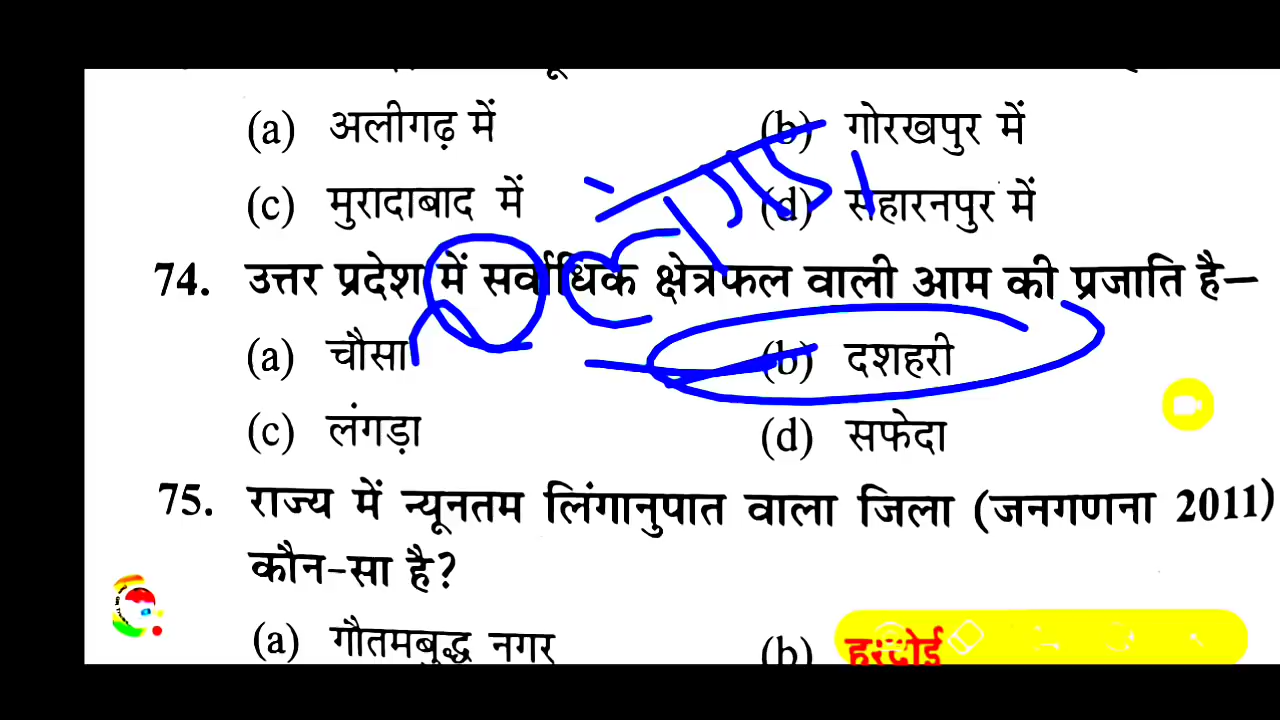 (a) अलीगढ़ में (b) गोरखपुर में
(c) मुरादाबाद में (d) सहारनपुर में
74. उत्तर प्रदेश में सर्वाधिक क्षेत्रफल वाली आम की प्रजाति है–
(a) चौसा (b) दशहरी
(c) लंगड़ा (d) सफेदा
75. राज्य में न्यूनतम लिंगानुपात वाला जिला (जनगणना 2011)
कौन-सा है?
(a) गौतमबुद्ध नगर (b) हरदोई